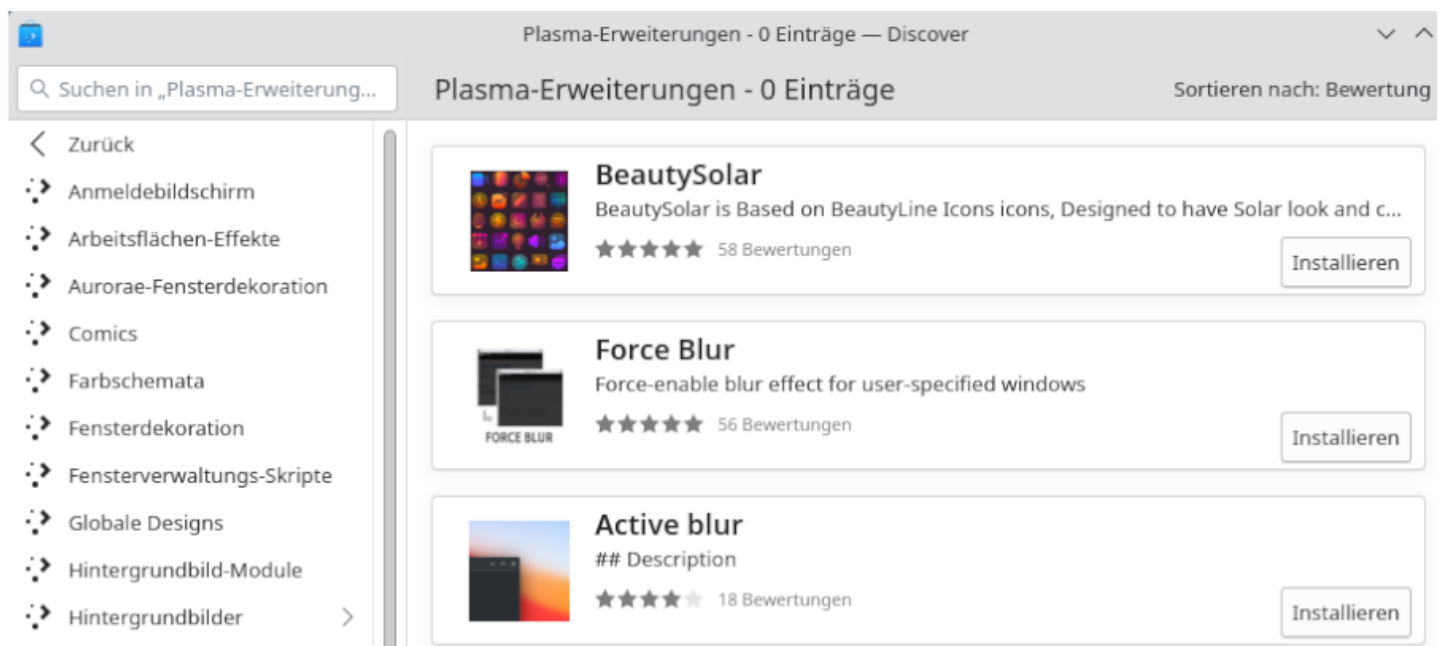 Plasma-Erweiterungen - 0 Einträge — Discover
Suchen in „Plasma-Erweiterung...
Plasma-Erweiterungen - 0 Einträge
Sortieren nach: Bewertung
Zurück
Anmeldebildschirm
Arbeitsflächen-Effekte
Aurorae-Fensterdekoration
Comics
Farbschemata
Fensterdekoration
Fensterverwaltungs-Skripte
Globale Designs
Hintergrundbild-Module
Hintergrundbilder
BeautySolar
BeautySolar is Based on BeautyLine Icons icons, Designed to have Solar look and c...
58 Bewertungen
Installieren
FORCE BLUR
Force Blur
Force-enable blur effect for user-specified windows
56 Bewertungen
Installieren
Active blur
## Description
18 Bewertungen
Installieren